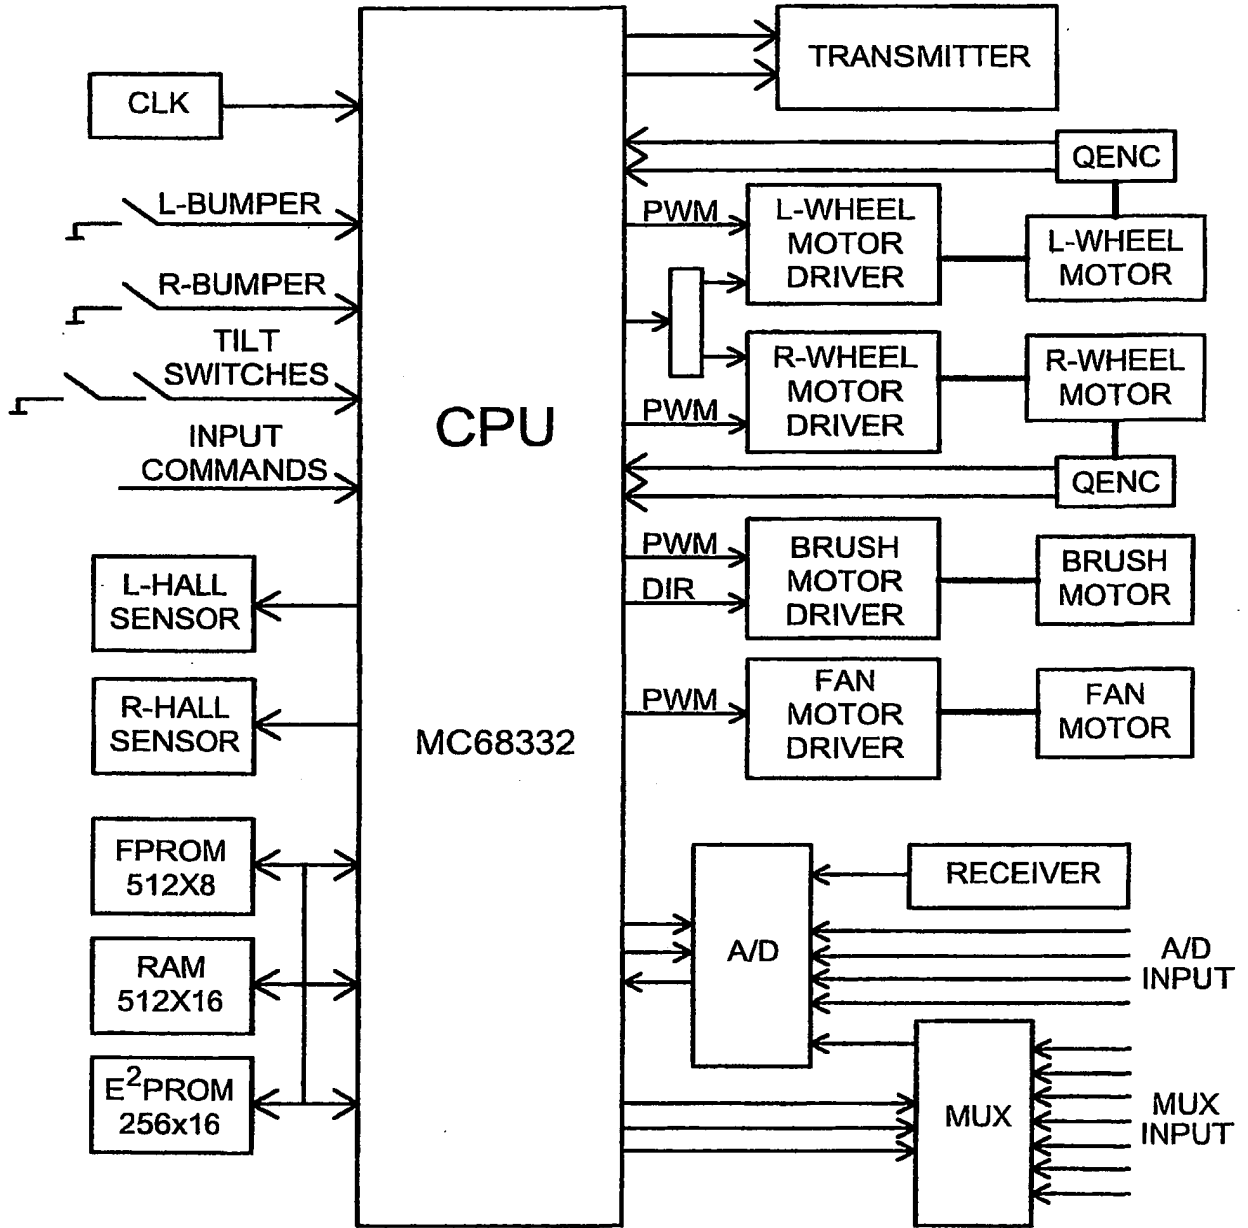 TRANSMITTER
CLK
QENC
L-BUMPER
PWM
L-WHEEL
MOTOR
DRIVER
L-WHEEL
MOTOR
R-BUMPER
TILT
SWITCHES
R-WHEEL
MOTOR
DRIVER
R-WHEEL
MOTOR
PWM
CPU
INPUT
COMMANDS
QENC
PWM
DIR
BRUSH
MOTOR
DRIVER
BRUSH
MOTOR
L-HALL
SENSOR
R-HALL
SENSOR
PWM
FAN
MOTOR
DRIVER
FAN
MOTOR
MC68332
FPROM
512X8
RECEIVER
A/D
A/D
INPUT
RAM
512X16
E²PROM
256x16
MUX
MUX
INPUT